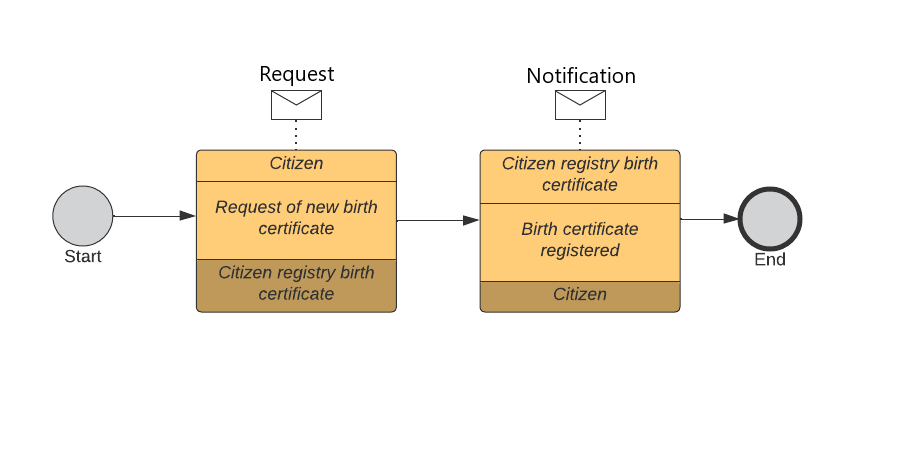 Request
Notification
Citizen
Request of new birth
certificate
Citizen registry birth
certificate
Citizen registry birth
certificate
Birth certificate
registered
Citizen
Start
End